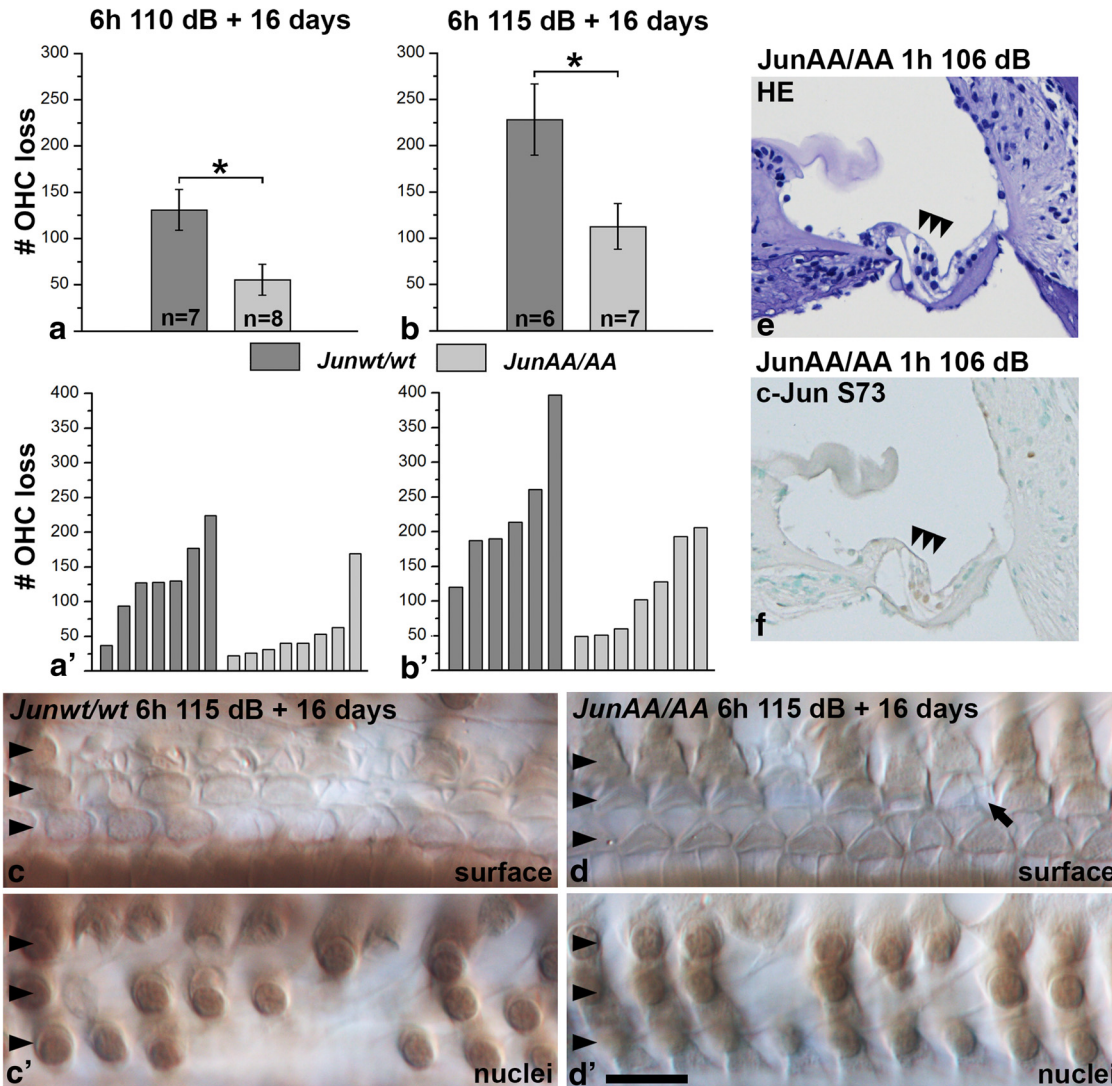 6h 110 dB + 16 days
# OHC loss
300
250
200
150
100
50
*
n=7
n=8
a
6h 115 dB + 16 days
300
250
200
150
100
50
*
n=6
n=7
b
Junwt/wt
JunAA/AA
# OHC loss
400
350
300
250
200
150
100
50
a'
400
350
300
250
200
150
100
50
b'
JunAA/AA 1h 106 dB
HE
e
JunAA/AA 1h 106 dB
c-Jun S73
f
Junwt/wt 6h 115 dB + 16 days
c
surface
JunAA/AA 6h 115 dB + 16 days
d
surface
c'
nuclei
d'
nuclei